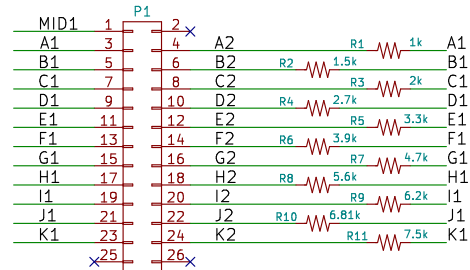 P1
MID1 1 2
A1 3 4 A2 R1 1k A1
B1 5 6 B2 R2 1.5k B1
C1 7 8 C2 R3 2k C1
D1 9 10 D2 R4 2.7k D1
E1 11 12 E2 R5 3.3k E1
F1 13 14 F2 R6 3.9k F1
G1 15 16 G2 R7 4.7k G1
H1 17 18 H2 R8 5.6k H1
I1 19 20 I2 R9 6.2k I1
J1 21 22 J2 R10 6.81k J1
K1 23 24 K2 R11 7.5k K1
25 26